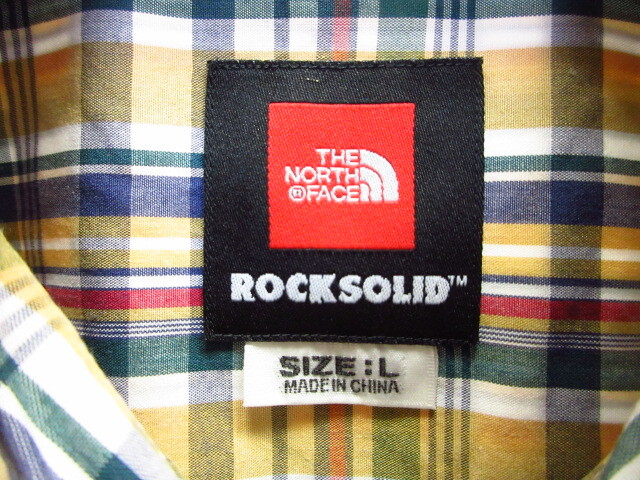 THE
NORTH
®FACE
ROCKSOLID™
SIZE:L
MADE IN CHINA